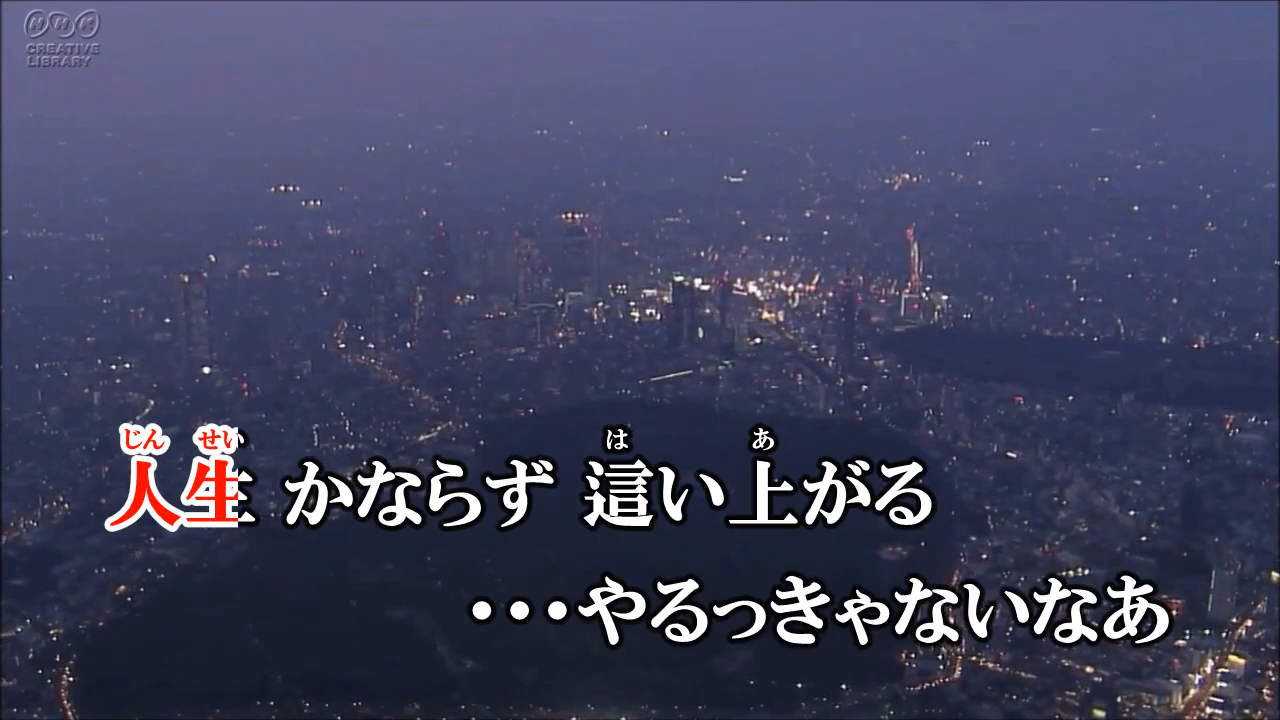 NHK
CREATIVE
LIBRARY
じん せい は あ
人生 かならず 這い上がる
・・・やるっきゃないなあ